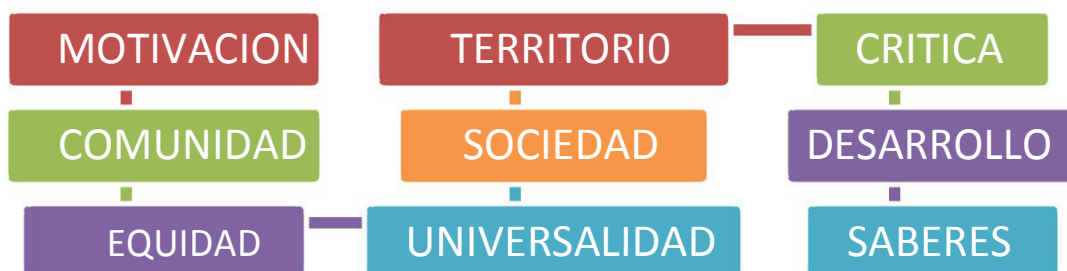 MOTIVACION
COMUNIDAD
EQUIDAD
UNIVERSALIDAD
SOCIEDAD
TERRITORI0
CRITICA
DESARROLLO
SABERES